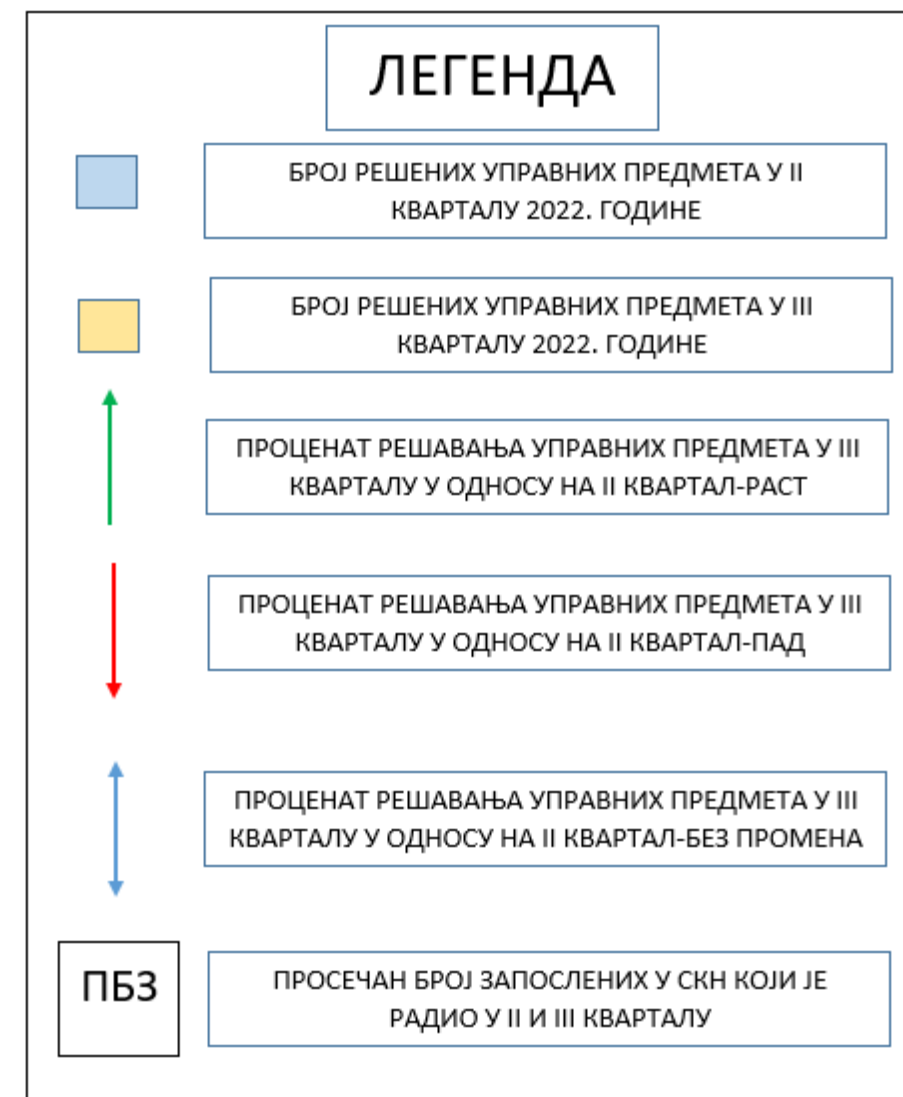 ЛЕГЕНДА
БРОЈ РЕШЕНИХ УПРАВНИХ ПРЕДМЕТА У II
КВАРТАЛУ 2022. ГОДИНЕ
БРОЈ РЕШЕНИХ УПРАВНИХ ПРЕДМЕТА У III
КВАРТАЛУ 2022. ГОДИНЕ
ПРОЦЕНАТ РЕШАВАЊА УПРАВНИХ ПРЕДМЕТА У III
КВАРТАЛУ У ОДНОСУ НА II КВАРТАЛ-РАСТ
ПРОЦЕНАТ РЕШАВАЊА УПРАВНИХ ПРЕДМЕТА У III
КВАРТАЛУ У ОДНОСУ НА II КВАРТАЛ-ПАД
ПРОЦЕНАТ РЕШАВАЊА УПРАВНИХ ПРЕДМЕТА У III
КВАРТАЛУ У ОДНОСУ НА II КВАРТАЛ-БЕЗ ПРОМЕНА
ПБЗ
ПРОСЕЧАН БРОЈ ЗАПОСЛЕНИХ У СКН КОЈИ ЈЕ
РАДИО У II И III КВАРТАЛУ